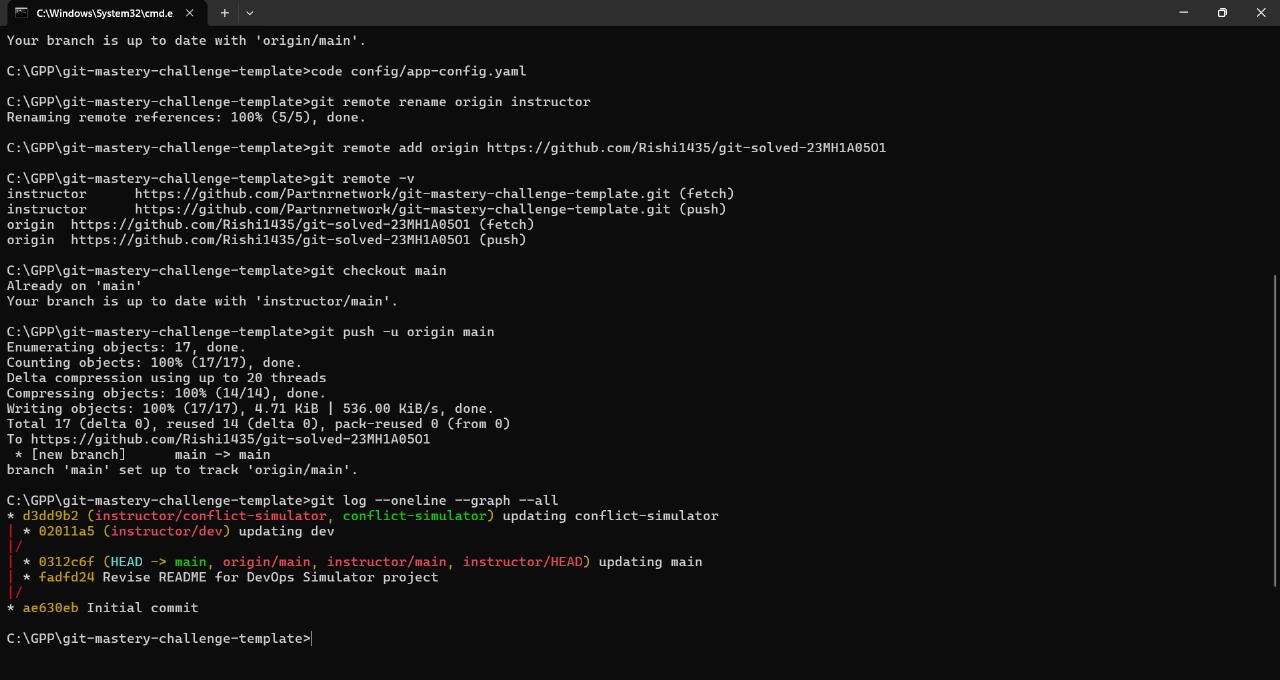 C:\Windows\System32\cmd.e
Your branch is up to date with 'origin/main'.
C:\GPP\git-mastery-challenge-template>code config/app-config.yaml
C:\GPP\git-mastery-challenge-template>git remote rename origin instructor
Renaming remote references: 100% (5/5), done.
C:\GPP\git-mastery-challenge-template>git remote add origin https://github.com/Rishi1435/git-solved-23MH1A0501
C:\GPP\git-mastery-challenge-template>git remote -v
instructor      https://github.com/Partnrnetwork/git-mastery-challenge-template.git (fetch)
instructor      https://github.com/Partnrnetwork/git-mastery-challenge-template.git (push)
origin  https://github.com/Rishi1435/git-solved-23MH1A0501 (fetch)
origin  https://github.com/Rishi1435/git-solved-23MH1A0501 (push)
C:\GPP\git-mastery-challenge-template>git checkout main
Already on 'main'
Your branch is up to date with 'instructor/main'.
C:\GPP\git-mastery-challenge-template>git push -u origin main
Enumerating objects: 17, done.
Counting objects: 100% (17/17), done.
Delta compression using up to 20 threads
Compressing objects: 100% (14/14), done.
Writing objects: 100% (17/17), 4.71 KiB | 536.00 KiB/s, done.
Total 17 (delta 0), reused 14 (delta 0), pack-reused 0 (from 0)
To https://github.com/Rishi1435/git-solved-23MH1A0501
 * [new branch]      main -> main
branch 'main' set up to track 'origin/main'.
C:\GPP\git-mastery-challenge-template>git log --oneline --graph --all
* d3dd9b2 (instructor/conflict-simulator, conflict-simulator) updating conflict-simulator
| * 02011a5 (instructor/dev) updating dev
|/
| * 0312c6f (HEAD -> main, origin/main, instructor/main, instructor/HEAD) updating main
| * fadfd24 Revise README for DevOps Simulator project
|/
* ae630eb Initial commit
C:\GPP\git-mastery-challenge-template>